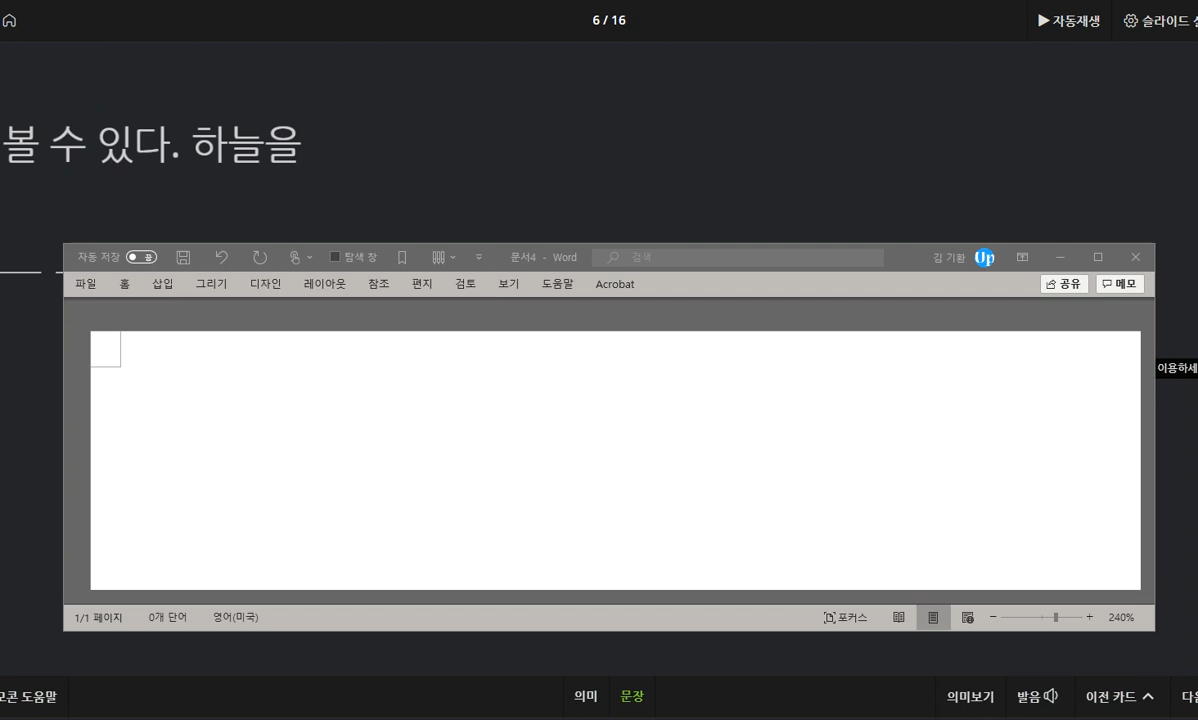 6 / 16
자동재생
슬라이드
볼 수 있다. 하늘을
자동 저장 끔 탐색 창 문서4 - Word 검색 김 기환 Up
파일 홈 삽입 그리기 디자인 레이아웃 참조 편지 검토 보기 도움말 Acrobat 공유 메모
이용하세
1/1 페이지 0개 단어 영어(미국) 포커스 240%
도움말 의미 문장 의미보기 발음 이전 카드